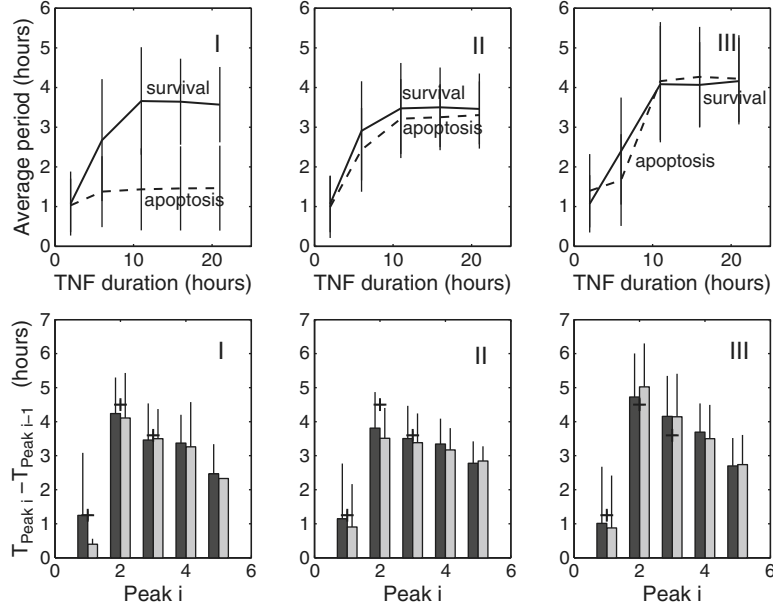 6 6 6
5 5 5
4 4 4
3 3 3
2 2 2
1 1 1
0 0 0
0 10 20 0 10 20 0 10 20
Average period (hours)
I II III
survival
apoptosis
survival
apoptosis
survival
apoptosis
TNF duration (hours) TNF duration (hours) TNF duration (hours)
7 7 7
6 6 6
5 5 5
4 4 4
3 3 3
2 2 2
1 1 1
0 0 0
0 2 4 6 0 2 4 6 0 2 4 6
T Peak i – T Peak i–1 (hours)
I II III
Peak i Peak i Peak i